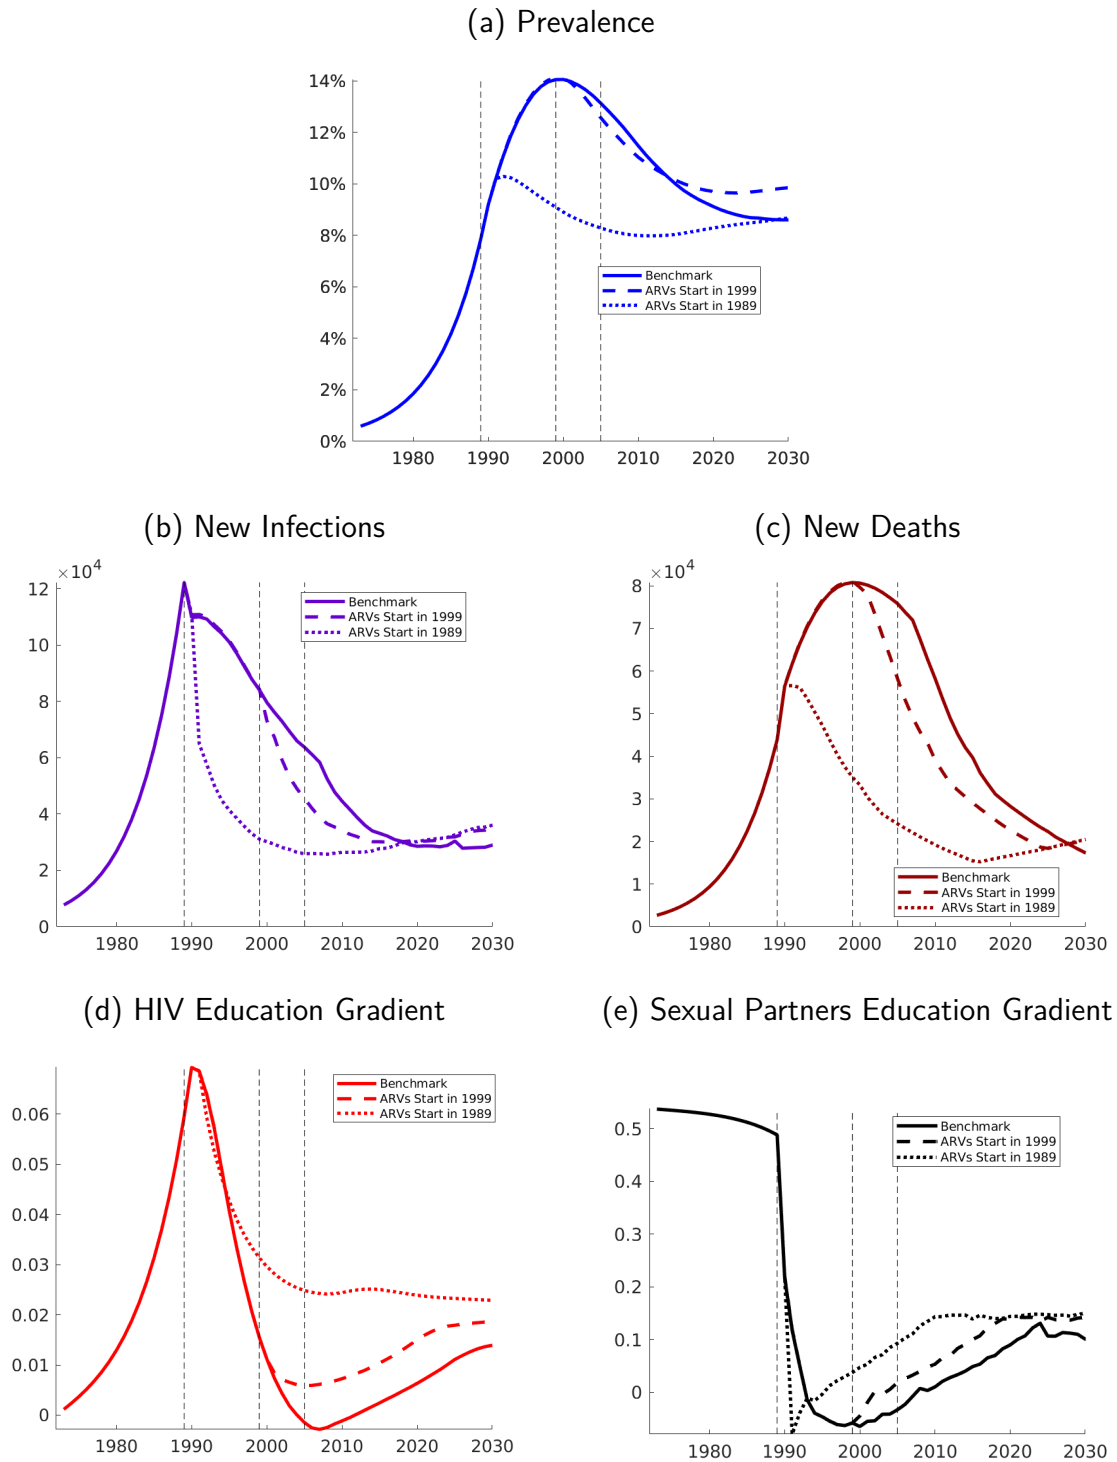 (a) Prevalence
14%
12%
10%
8%
6%
4%
2%
0%
Benchmark
ARVs Start in 1999
ARVs Start in 1989
1980 1990 2000 2010 2020 2030
(b) New Infections
×10⁴
12
10
8
6
4
2
0
Benchmark
ARVs Start in 1999
ARVs Start in 1989
1980 1990 2000 2010 2020 2030
(c) New Deaths
×10⁴
8
7
6
5
4
3
2
1
0
Benchmark
ARVs Start in 1999
ARVs Start in 1989
1980 1990 2000 2010 2020 2030
(d) HIV Education Gradient
0.06
0.05
0.04
0.03
0.02
0.01
0
Benchmark
ARVs Start in 1999
ARVs Start in 1989
1980 1990 2000 2010 2020 2030
(e) Sexual Partners Education Gradient
0.5
0.4
0.3
0.2
0.1
0
Benchmark
ARVs Start in 1999
ARVs Start in 1989
1980 1990 2000 2010 2020 2030